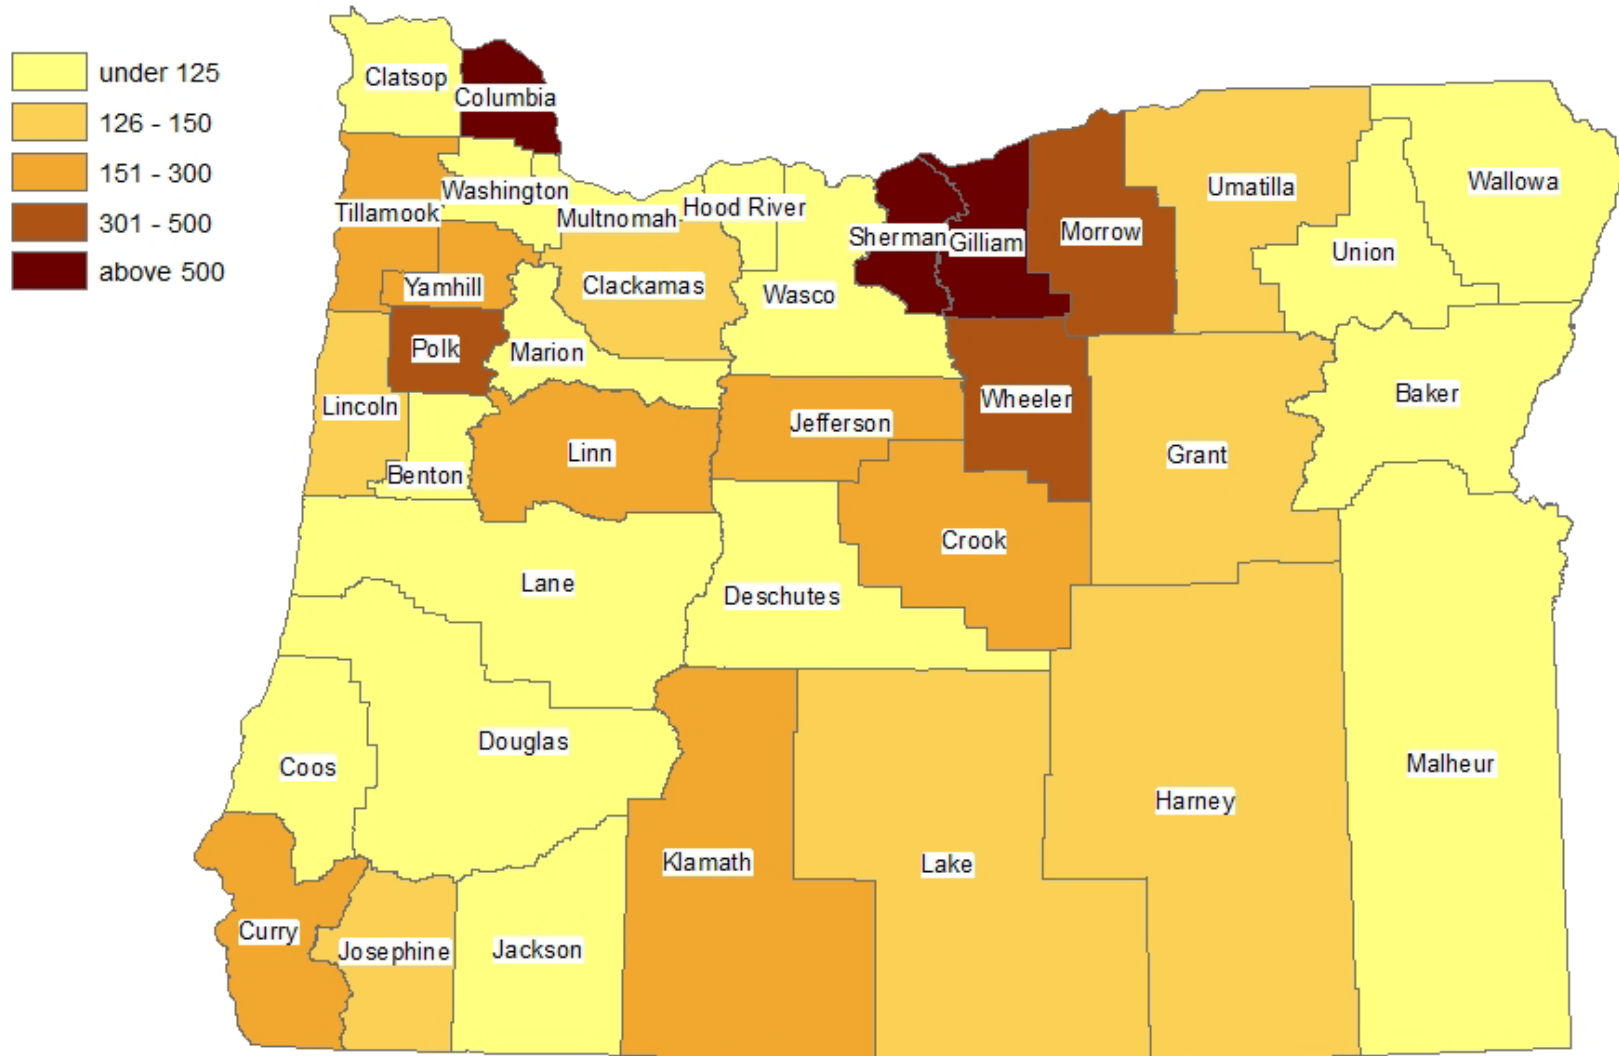 under 125
126 - 150
151 - 300
301 - 500
above 500
Clatsop
Columbia
Washington
Tillamook
Multnomah
Hood River
Sherman
Gilliam
Morrow
Umatilla
Wallowa
Union
Yamhill
Clackamas
Wasco
Polk
Marion
Lincoln
Benton
Linn
Jefferson
Wheeler
Grant
Baker
Lane
Deschutes
Crook
Coos
Douglas
Klamath
Lake
Harney
Malheur
Curry
Josephine
Jackson